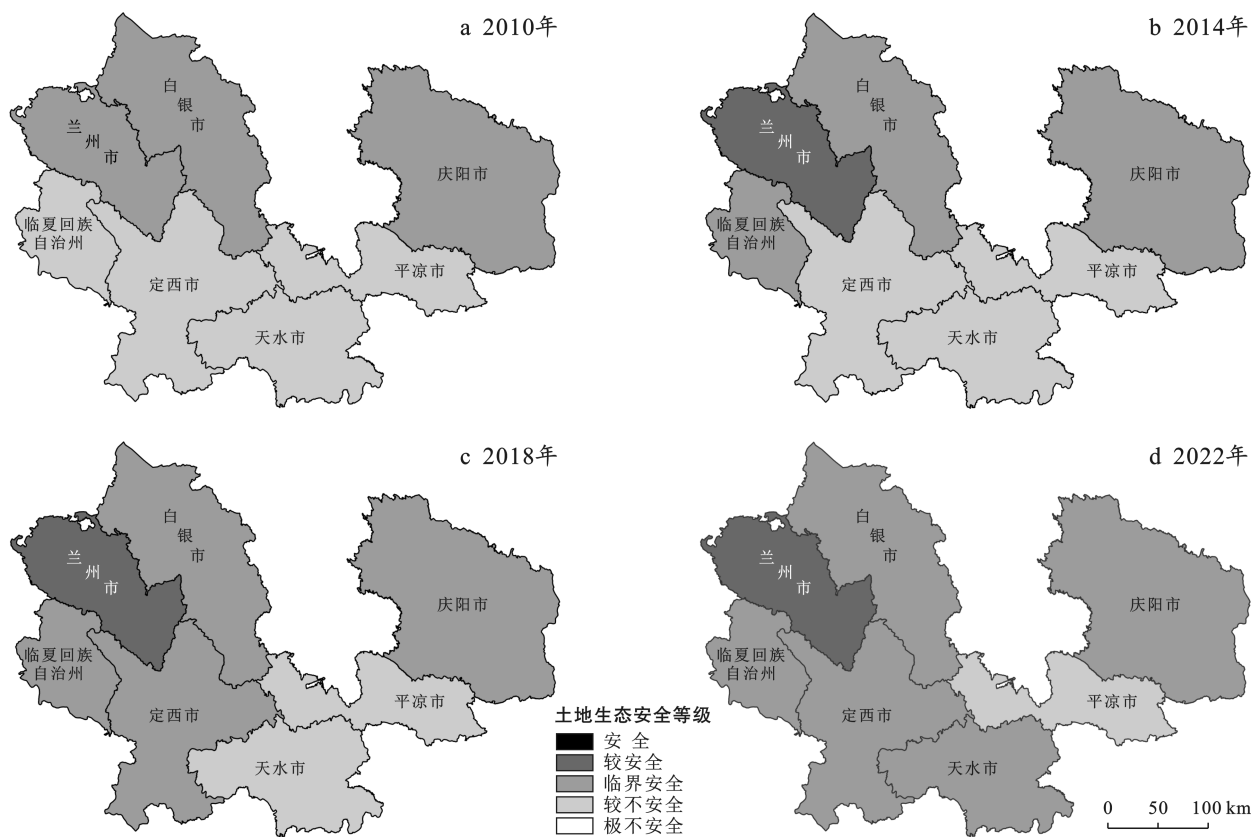 a 2010年
白银市
兰州市
庆阳市
临夏回族
自治州
定西市
平凉市
天水市
b 2014年
白银市
兰州市
庆阳市
临夏回族
自治州
定西市
平凉市
天水市
c 2018年
白银市
兰州市
庆阳市
临夏回族
自治州
定西市
平凉市
天水市
d 2022年
白银市
兰州市
庆阳市
临夏回族
自治州
定西市
平凉市
天水市
土地生态安全等级
安 全
较安全
临界安全
较不安全
极不安全
0 50 100 km